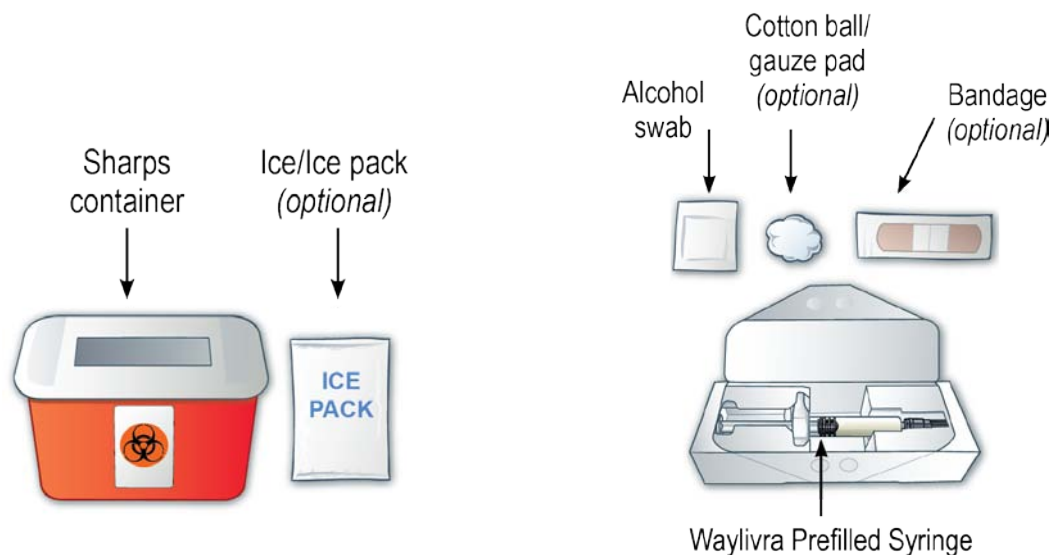 Sharps
container
Ice/Ice pack
(optional)
ICE
PACK
Alcohol
swab
Cotton ball/
gauze pad
(optional)
Bandage
(optional)
Waylivra Prefilled Syringe